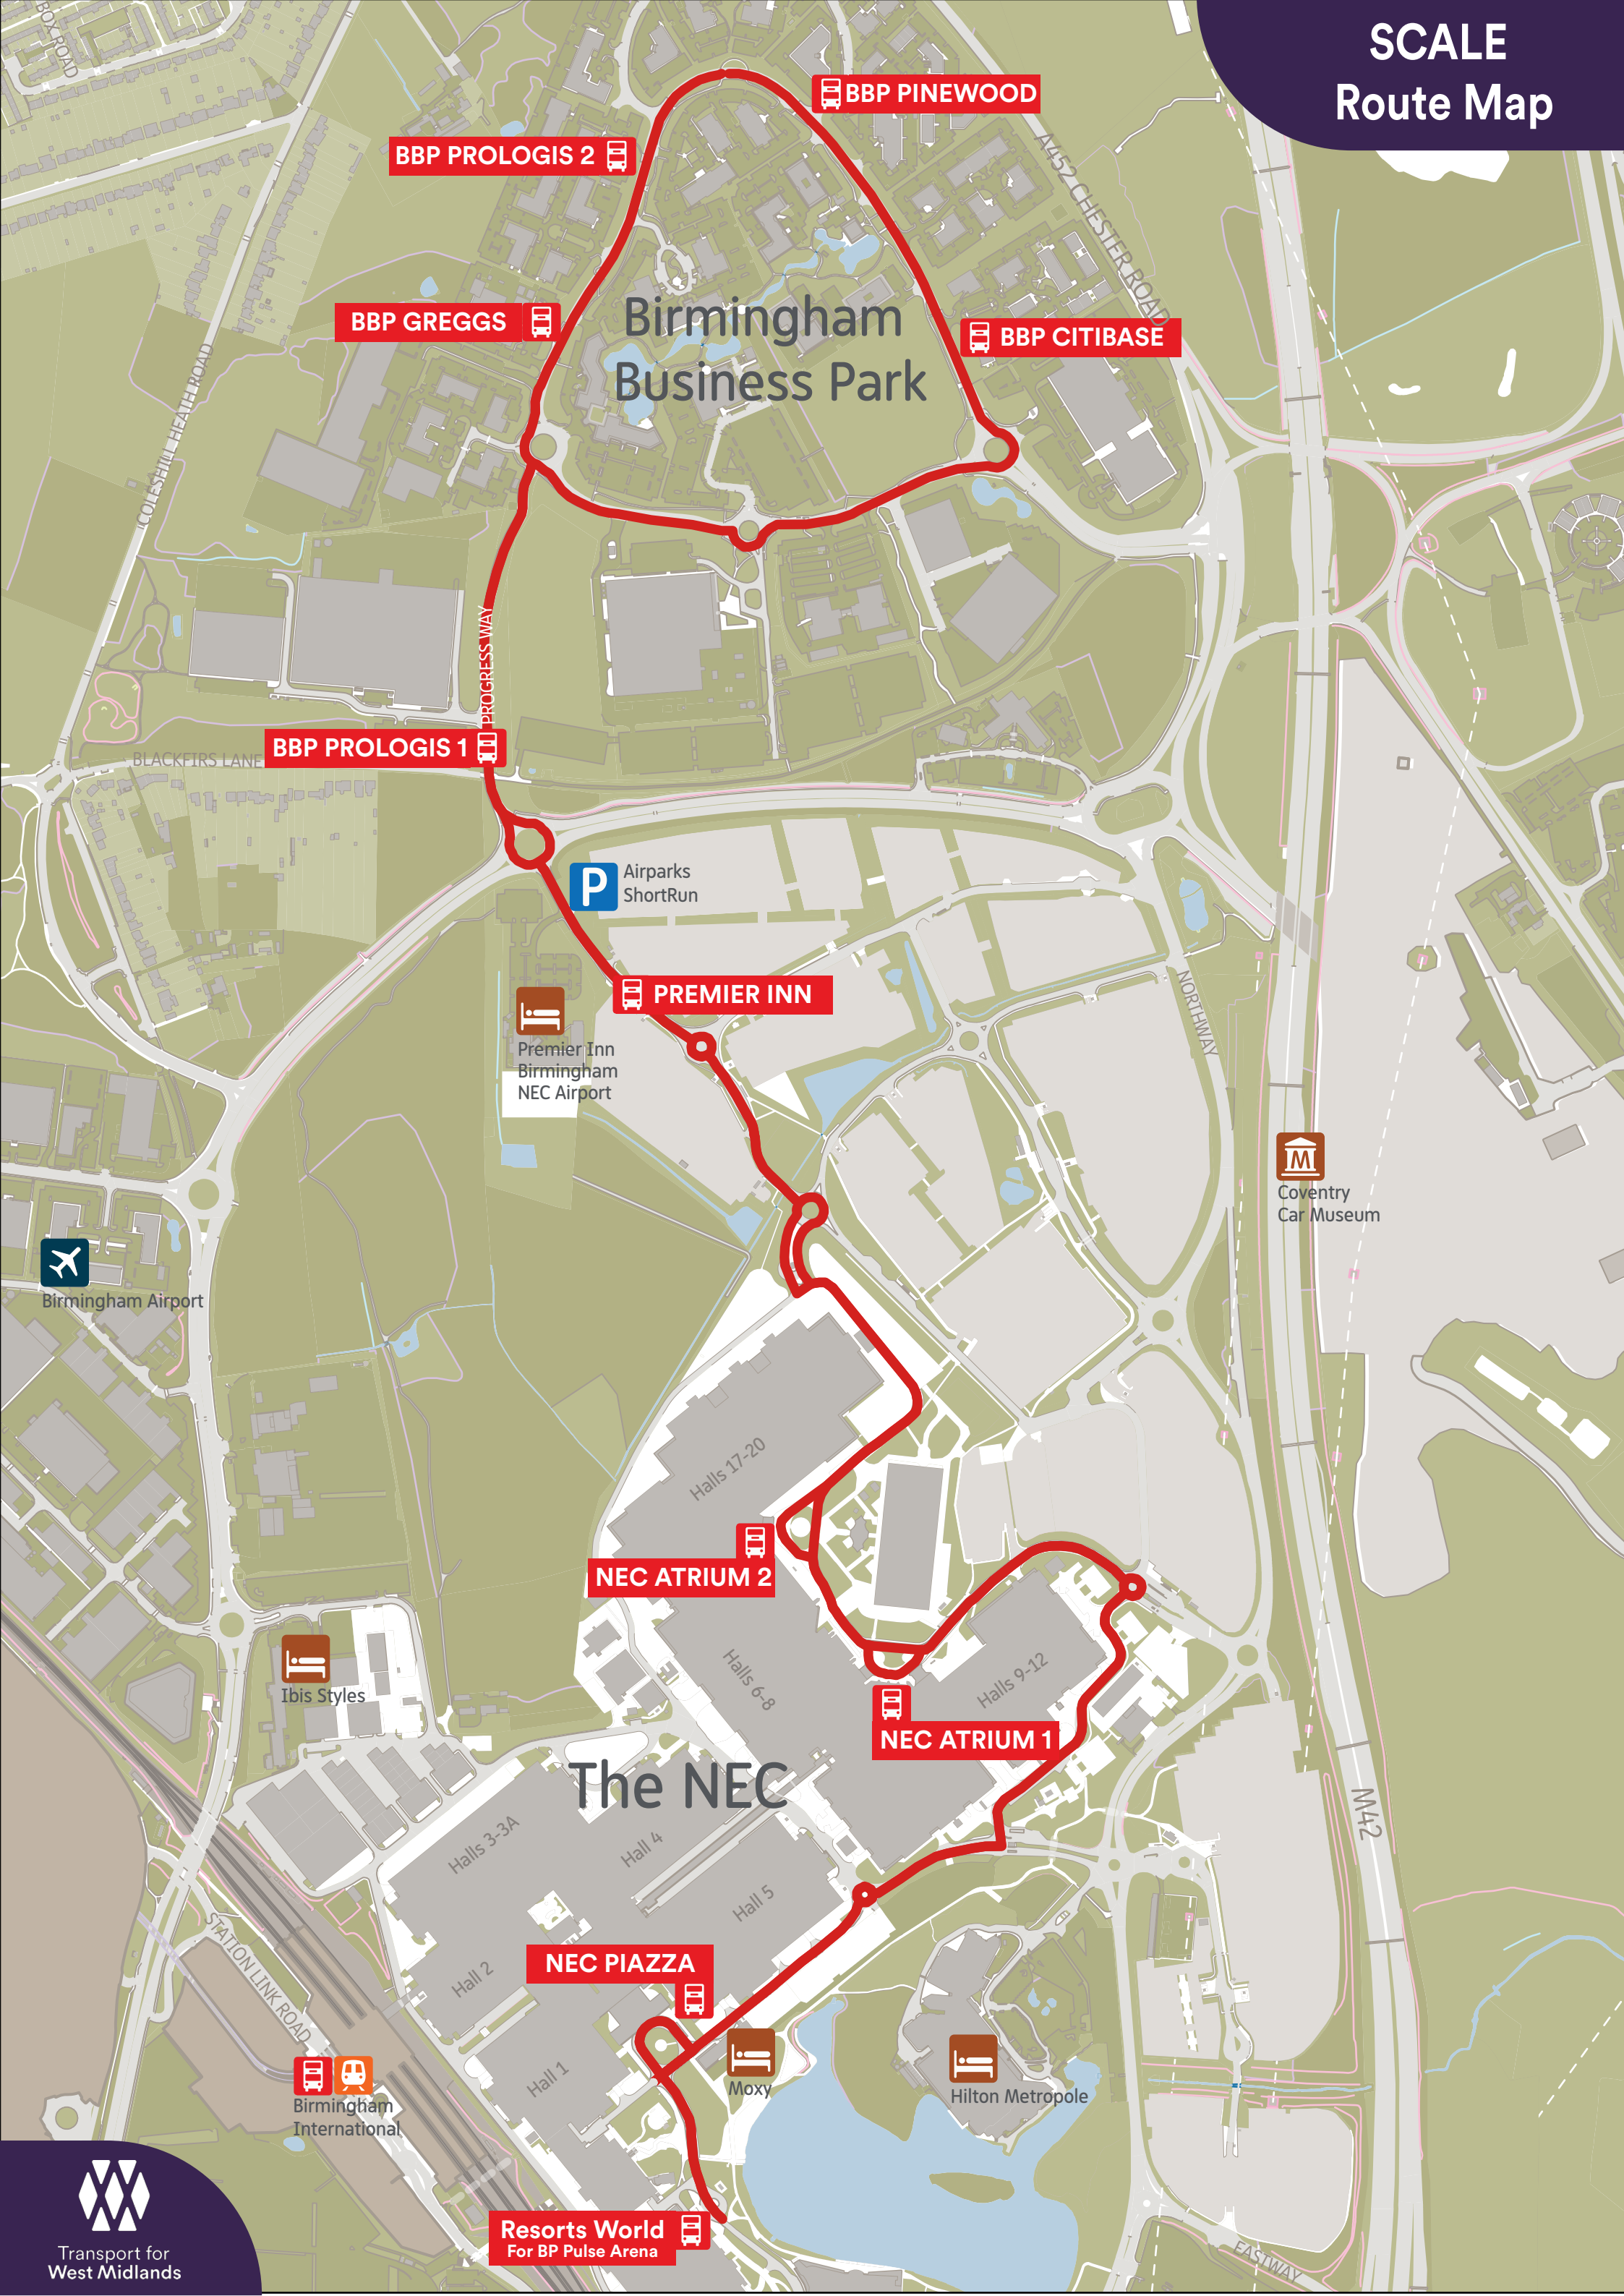 SCALE
Route Map
BOX ROAD
BBP PINEWOOD
BBP PROLOGIS 2
A452 CHESTER ROAD
BBP GREGGS
Birmingham
Business Park
BBP CITIBASE
COLESHILL HEATH ROAD
PROGRESS WAY
BBP PROLOGIS 1
BLACKFIRS LANE
P
Airparks
ShortRun
PREMIER INN
NORTHWAY
Premier Inn
Birmingham
NEC Airport
M
Coventry
Car Museum
Birmingham Airport
Halls 17-20
NEC ATRIUM 2
Halls 6-8
Halls 9-12
Ibis Styles
NEC ATRIUM 1
The NEC
M42
Halls 3-3A
Hall 4
Hall 5
STATION LINK ROAD
NEC PIAZZA
Hall 2
Hall 1
Moxy
Hilton Metropole
Birmingham
International
Resorts World
For BP Pulse Arena
EASTWAY
Transport for
West Midlands